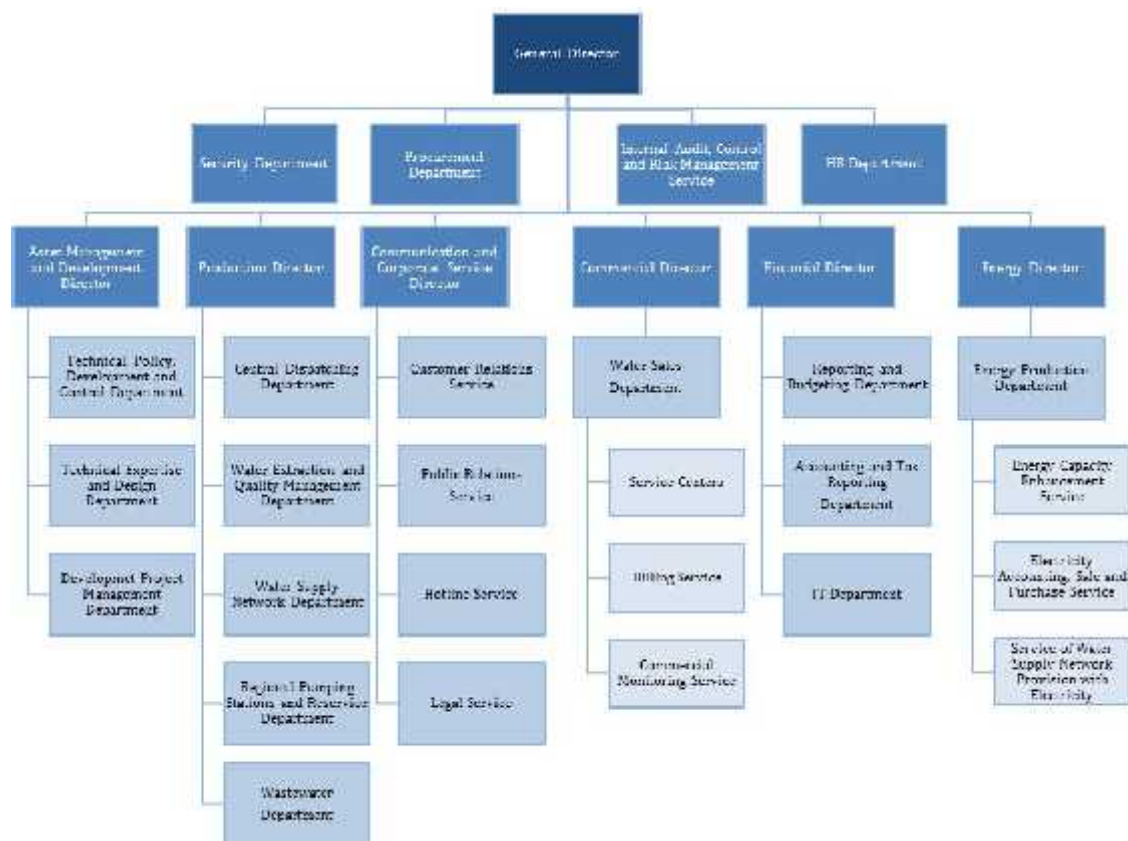 General Director
Security Department
Procurement
Department
Internal Audit, Control
and Risk Management
Service
HR Department
Asset Management
and Development
Director
Production Director
Communication and
Corporate Service
Director
Commercial Director
Financial Director
Energy Director
Technical Policy,
Development and
Control Department
Technical Expertise
and Design
Department
Developmet Project
Management
Department
Central Dispatching
Department
Water Extraction and
Quality Management
Department
Water Supply
Network Department
Regional Pumping
Stations and Reservice
Department
Wastewater
Department
Customer Relations
Service
Public Relations
Service
Hotline Service
Legal Service
Water Sales
Department
Service Centers
Billing Service
Commercial
Monitoring Service
Reporting and
Budgeting Department
Accounting and Tax
Reporting
Department
IT Department
Energy Production
Department
Energy Capacity
Enhancement
Service
Electricity
Accounting, Sale and
Purchase Service
Service of Water
Supply Network
Provision with
Electricity